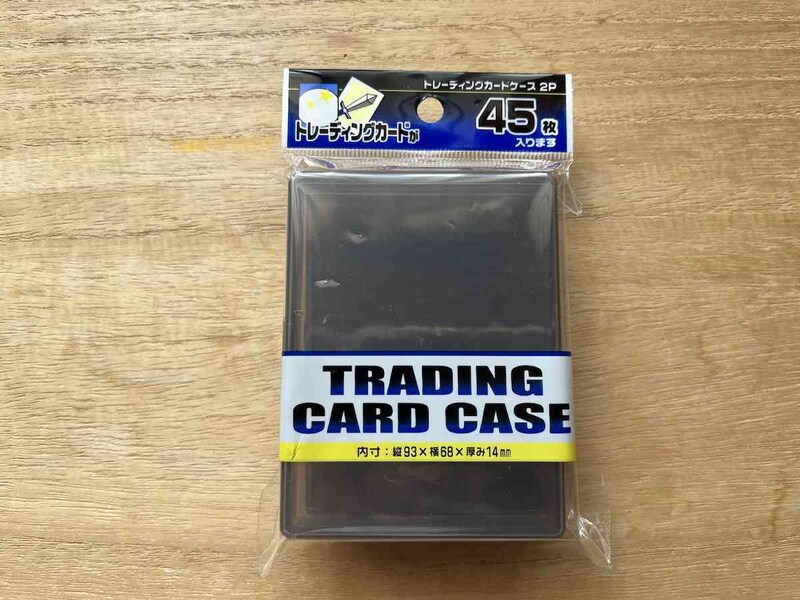 トレーディングカードケース 2P
トレーディングカードが
45枚
入ります
TRADING
CARD CASE
内寸：縦93×横68×厚み14mm